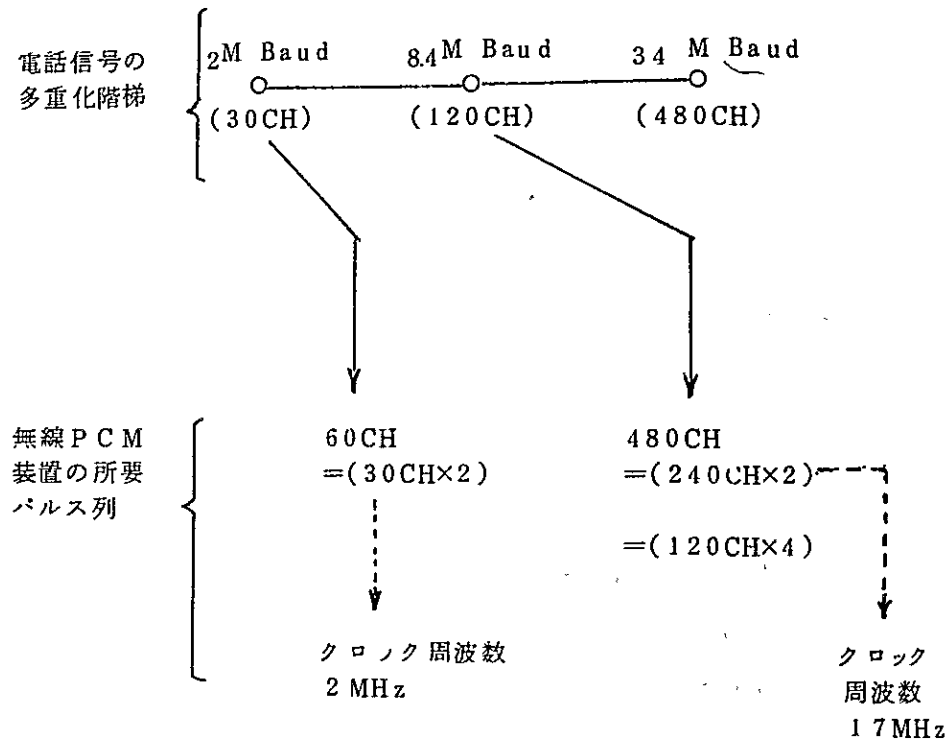 電話信号の
多重化階梯
2M Baud 8.4M Baud 34 M Baud
(30CH) (120CH) (480CH)
無線PCM
装置の所要
パルス列
60CH
=(30CH×2)
480CH
=(240CH×2)
=(120CH×4)
クロック周波数
2MHz
クロック
周波数
17MHz